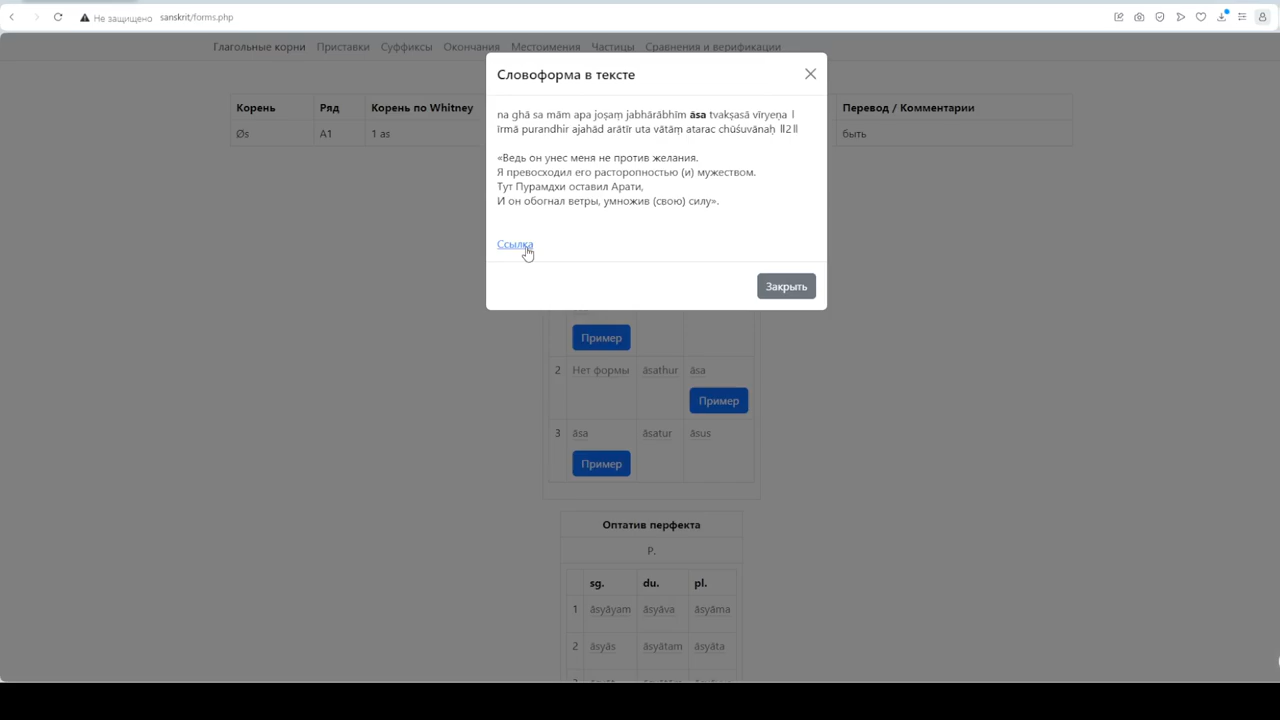 Не защищено sanskrit/forms.php
Глагольные корни Приставки Суффиксы Окончания Местоимения Частицы Сравнения и верификации
Словоформа в тексте
Корень Ряд Корень по Whitney Перевод / Комментарии
Øs A1 1 as быть
na ghā sa mām apa joṣaṃ jabhārābhīm āsa tvakṣasā vīryeṇa ǀ
īrmā purandhir ajahād arātīr uta vātām̐ atarac chūśuvānaḥ ǁ2ǁ
«Ведь он унес меня не против желания.
Я превосходил его расторопностью (и) мужеством.
Тут Пурамдхи оставил Арати,
И он обогнал ветры, умножив (свою) силу».
Ссылка
Закрыть
Пример
2 Нет формы āsathur āsa
Пример
3 āsa āsatur āsus
Пример
Оптатив перфекта
P.
sg. du. pl.
1 āsyāyam āsyāva āsyāma
2 āsyās āsyātam āsyāta